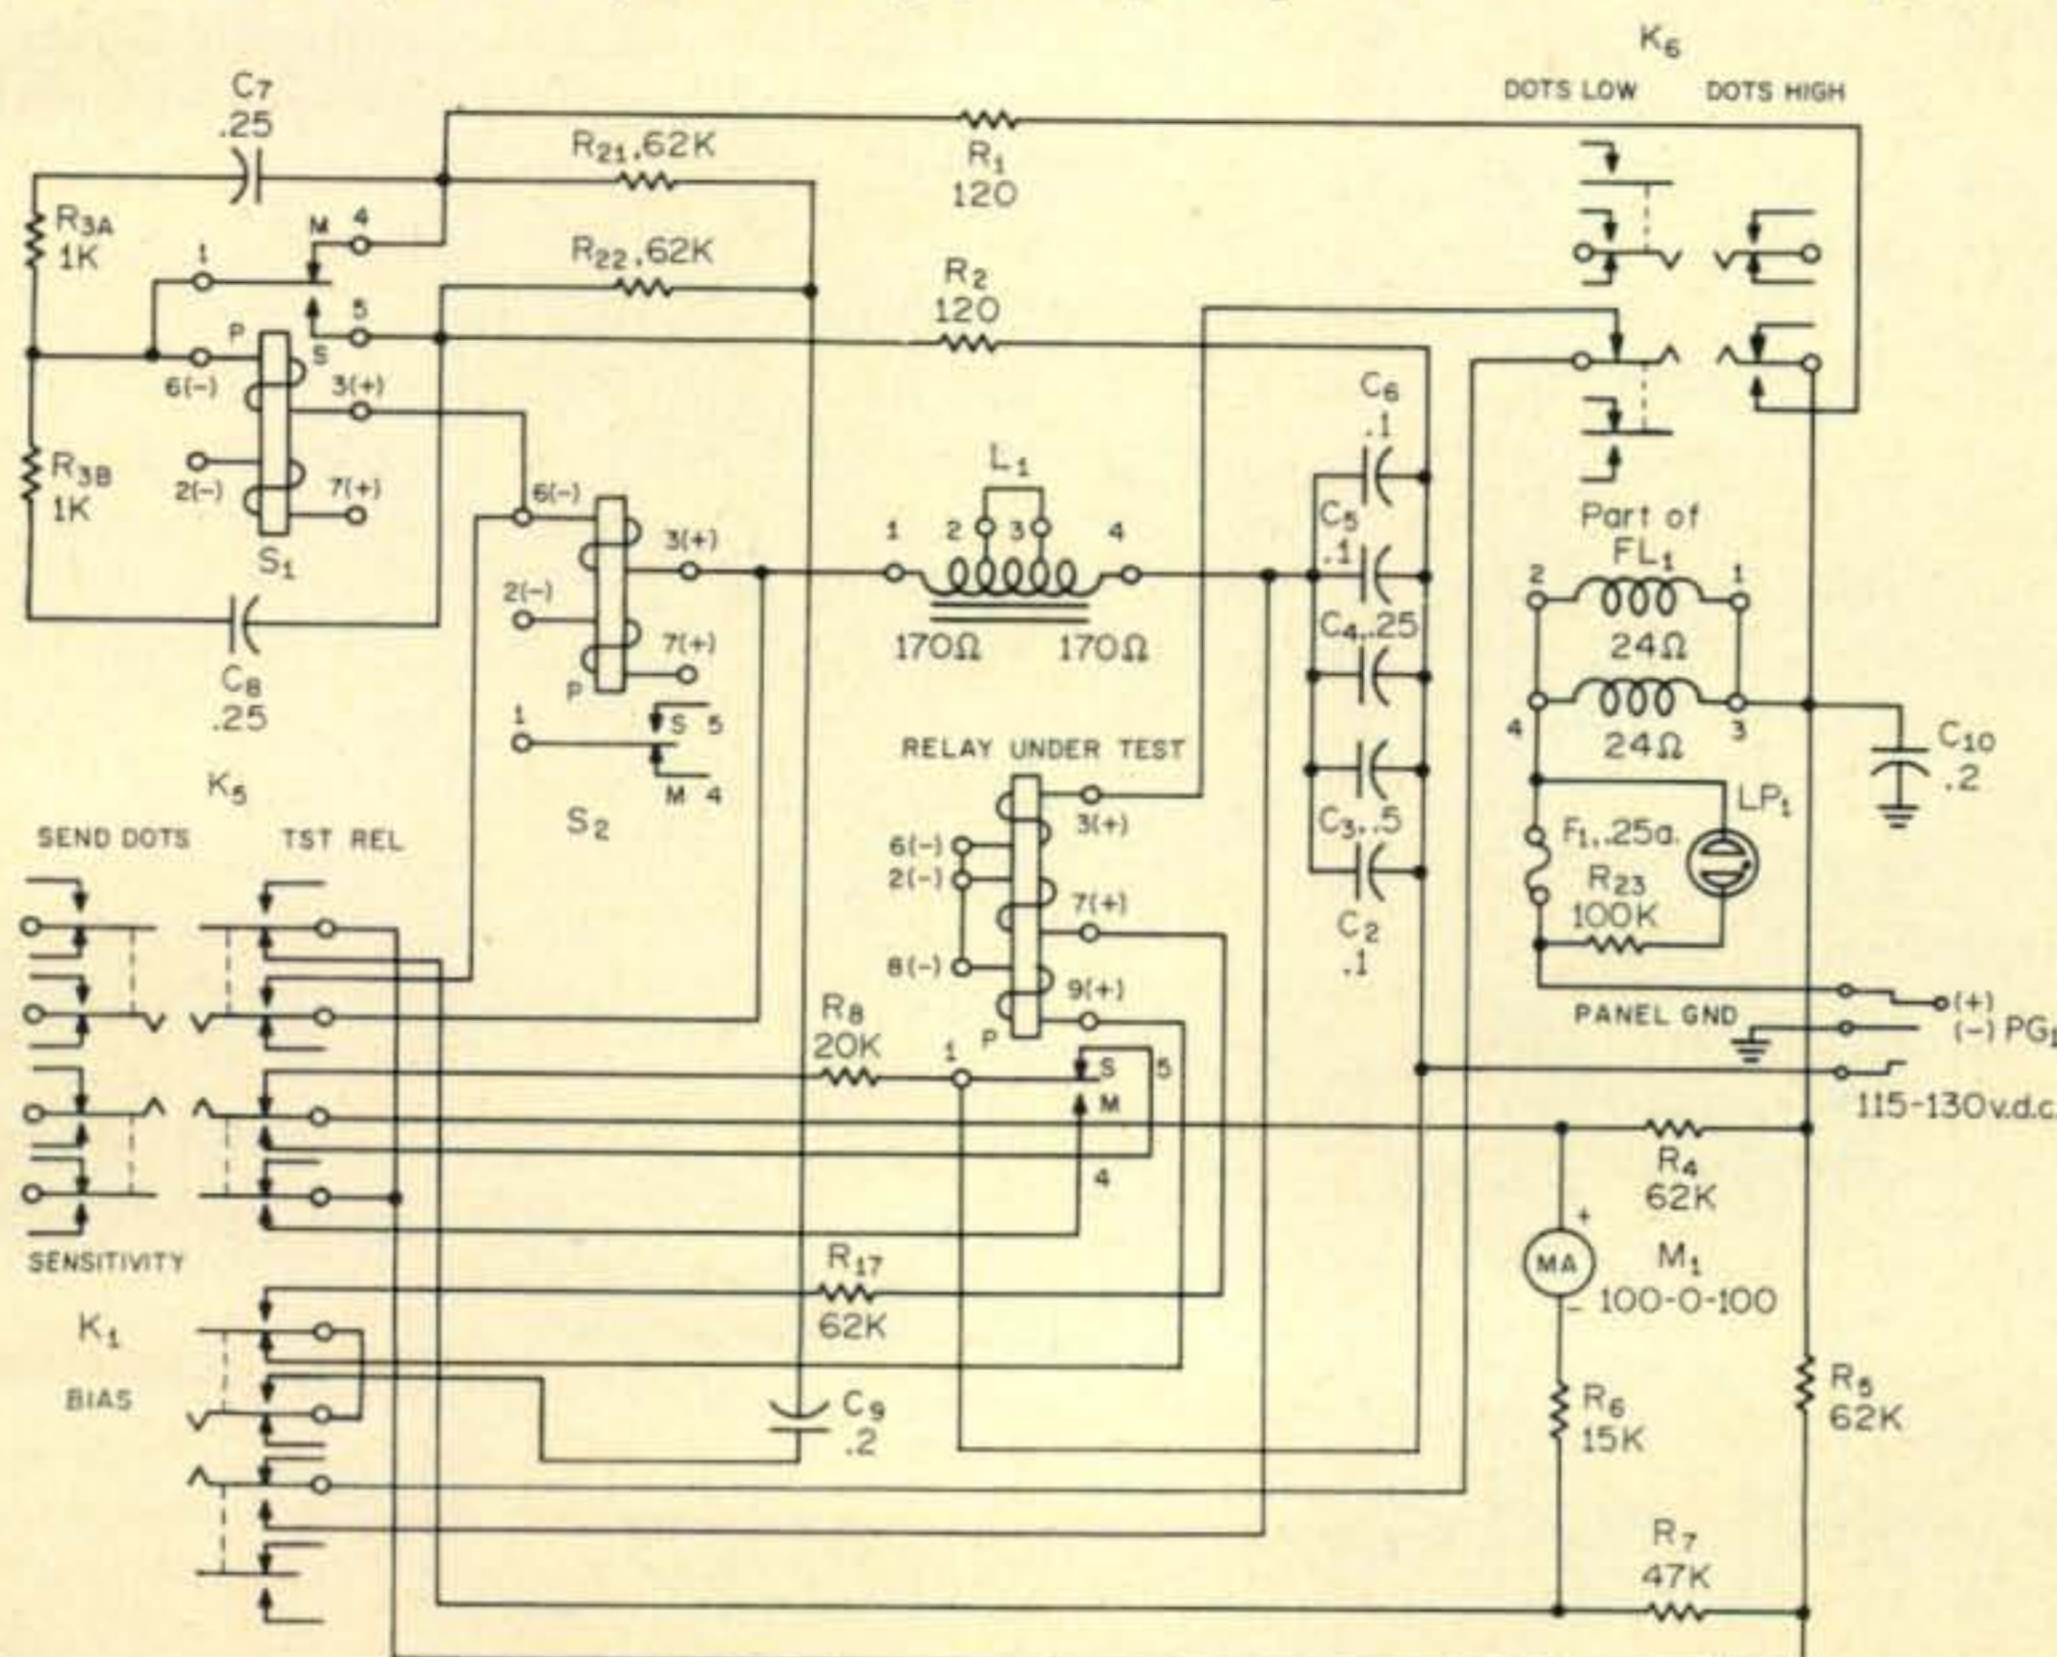 K6
DOTS LOW
DOTS HIGH
C7
.25
R21,.62K
R1
120
R3A
1K
M
4
1
R22,.62K
R2
120
5
P
S
6(-)
3(+)
C6
.1
R3B
1K
2(-)
7(+)
S1
L1
6(-)
3(+)
1
2
3
4
C5
.1
Part of
FL1
2
1
24Ω
2(-)
7(+)
P
170Ω
170Ω
C4,.25
C8
.25
1
S
5
M
4
S2
4
3
24Ω
C10
.2
K5
RELAY UNDER TEST
LP1
SEND DOTS
TST REL
3(+)
6(-)
2(-)
C3,.5
F1,.25a.
R23
100K
7(+)
C2
.1
8(-)
9(+)
R8
20K
1
P
S
5
M
4
PANEL GND
(+)
(-) PG1
115-130v.d.c.
R4
62K
SENSITIVITY
R17
62K
+
MA
-
M1
100-0-100
K1
BIAS
C9
.2
R6
15K
R5
62K
R7
47K